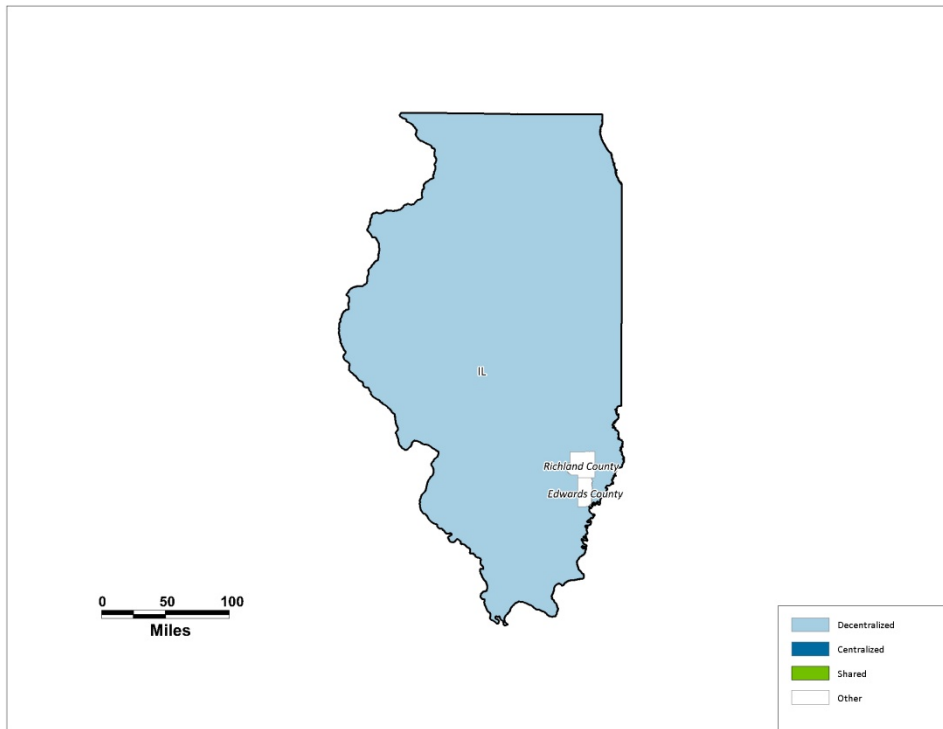 IL
Richland County
Edwards County
0 50 100
Miles
Decentralized
Centralized
Shared
Other